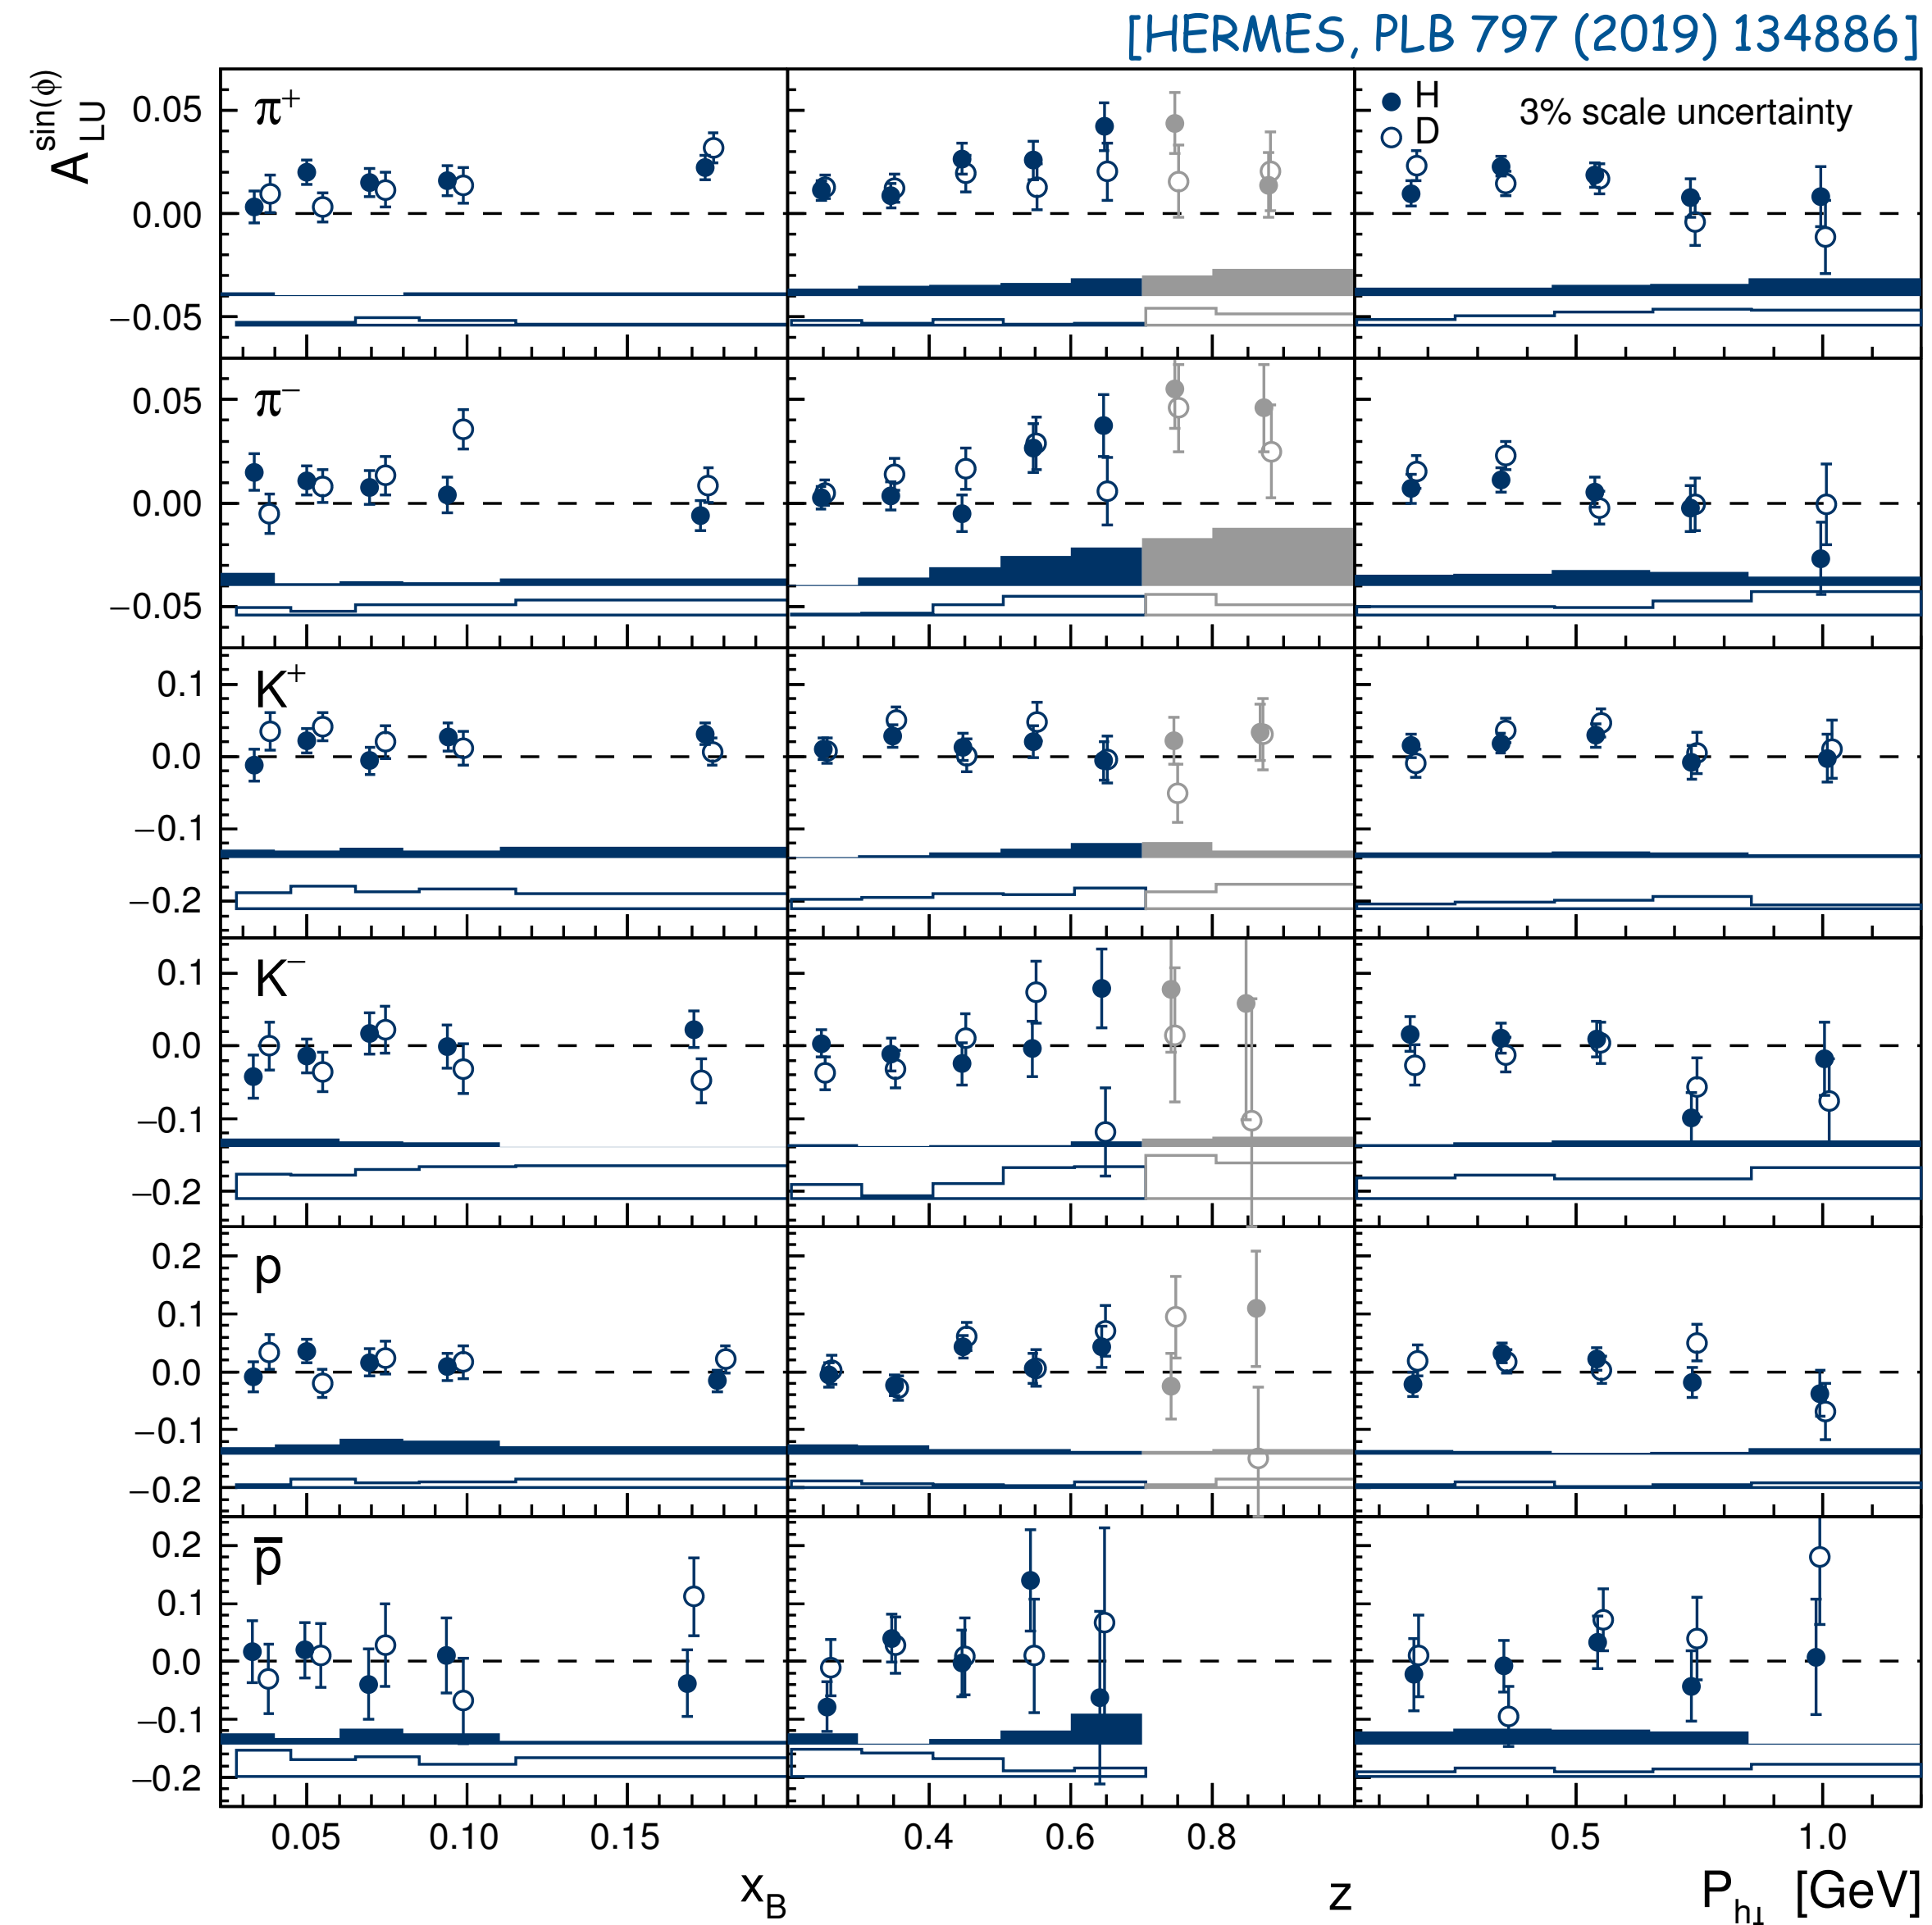 [HERMES, PLB 797 (2019) 134886]
A_LU^sin(ϕ)
π⁺
H
D
3% scale uncertainty
0.05
0.00
−0.05
π⁻
0.05
0.00
−0.05
K⁺
0.1
0.0
−0.1
−0.2
K⁻
0.1
0.0
−0.1
−0.2
p
0.2
0.1
0.0
−0.1
−0.2
p̅
0.2
0.1
0.0
−0.1
−0.2
0.05 0.10 0.15 0.4 0.6 0.8 0.5 1.0
x_B z P_h⊥ [GeV]